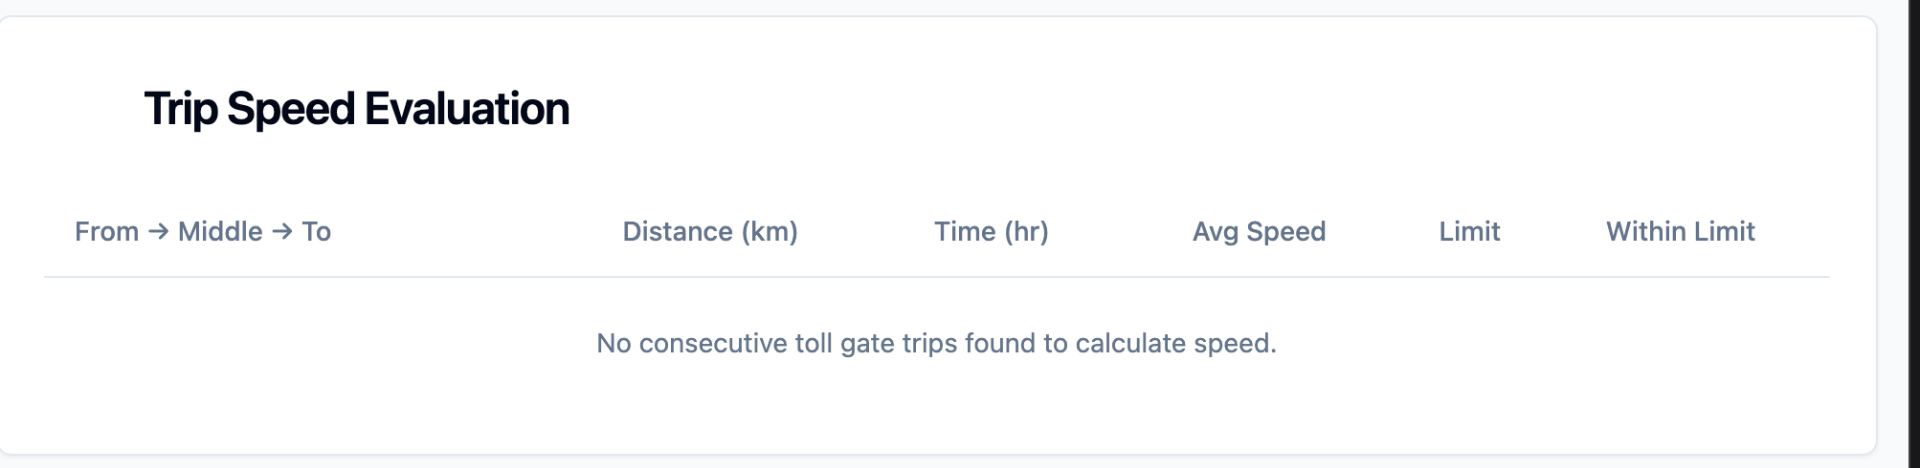 Trip Speed Evaluation
From → Middle → To Distance (km) Time (hr) Avg Speed Limit Within Limit
No consecutive toll gate trips found to calculate speed.